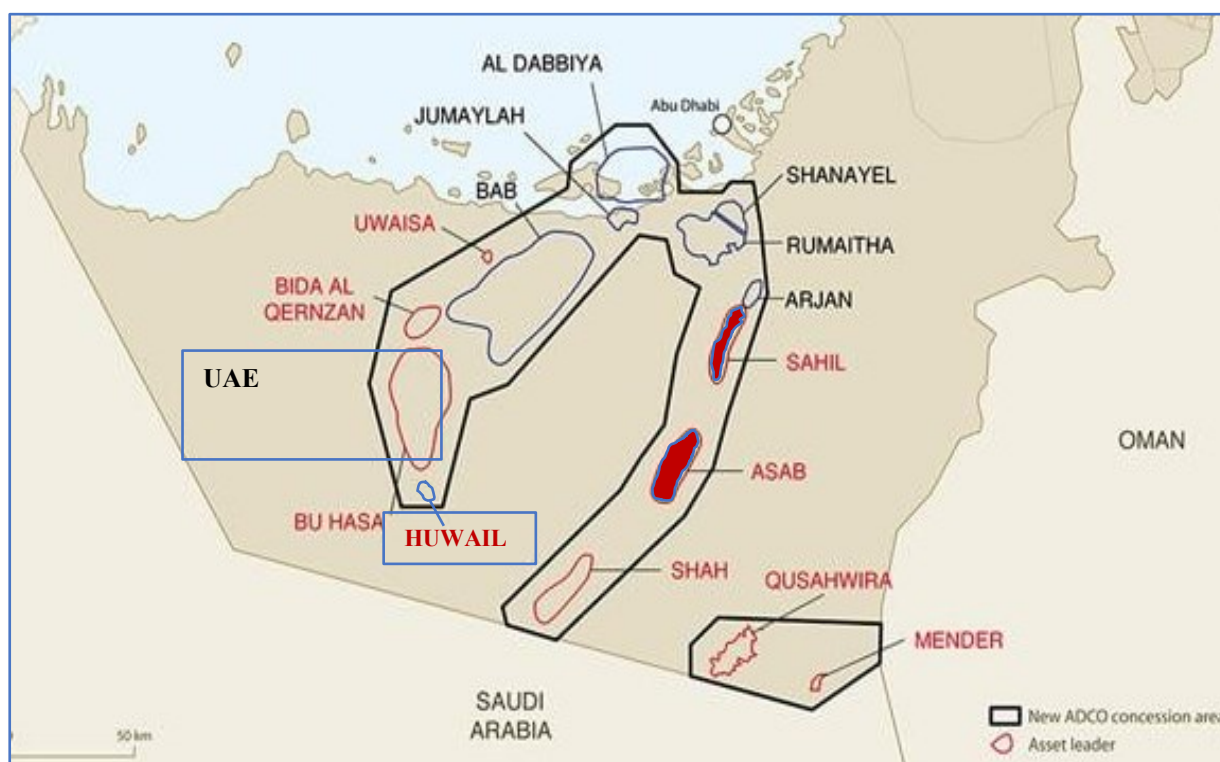 AL DABBIYA
Abu Dhabi
JUMAYLAH
SHANAYEL
BAB
UWAISA
RUMAITHA
BIDA AL
QERNZAN
ARJAN
SAHIL
UAE
OMAN
ASAB
BU HASA
HUWAIL
SHAH
QUSAHWIRA
MENDER
SAUDI
ARABIA
New ADCO concession area
Asset leader
50 km